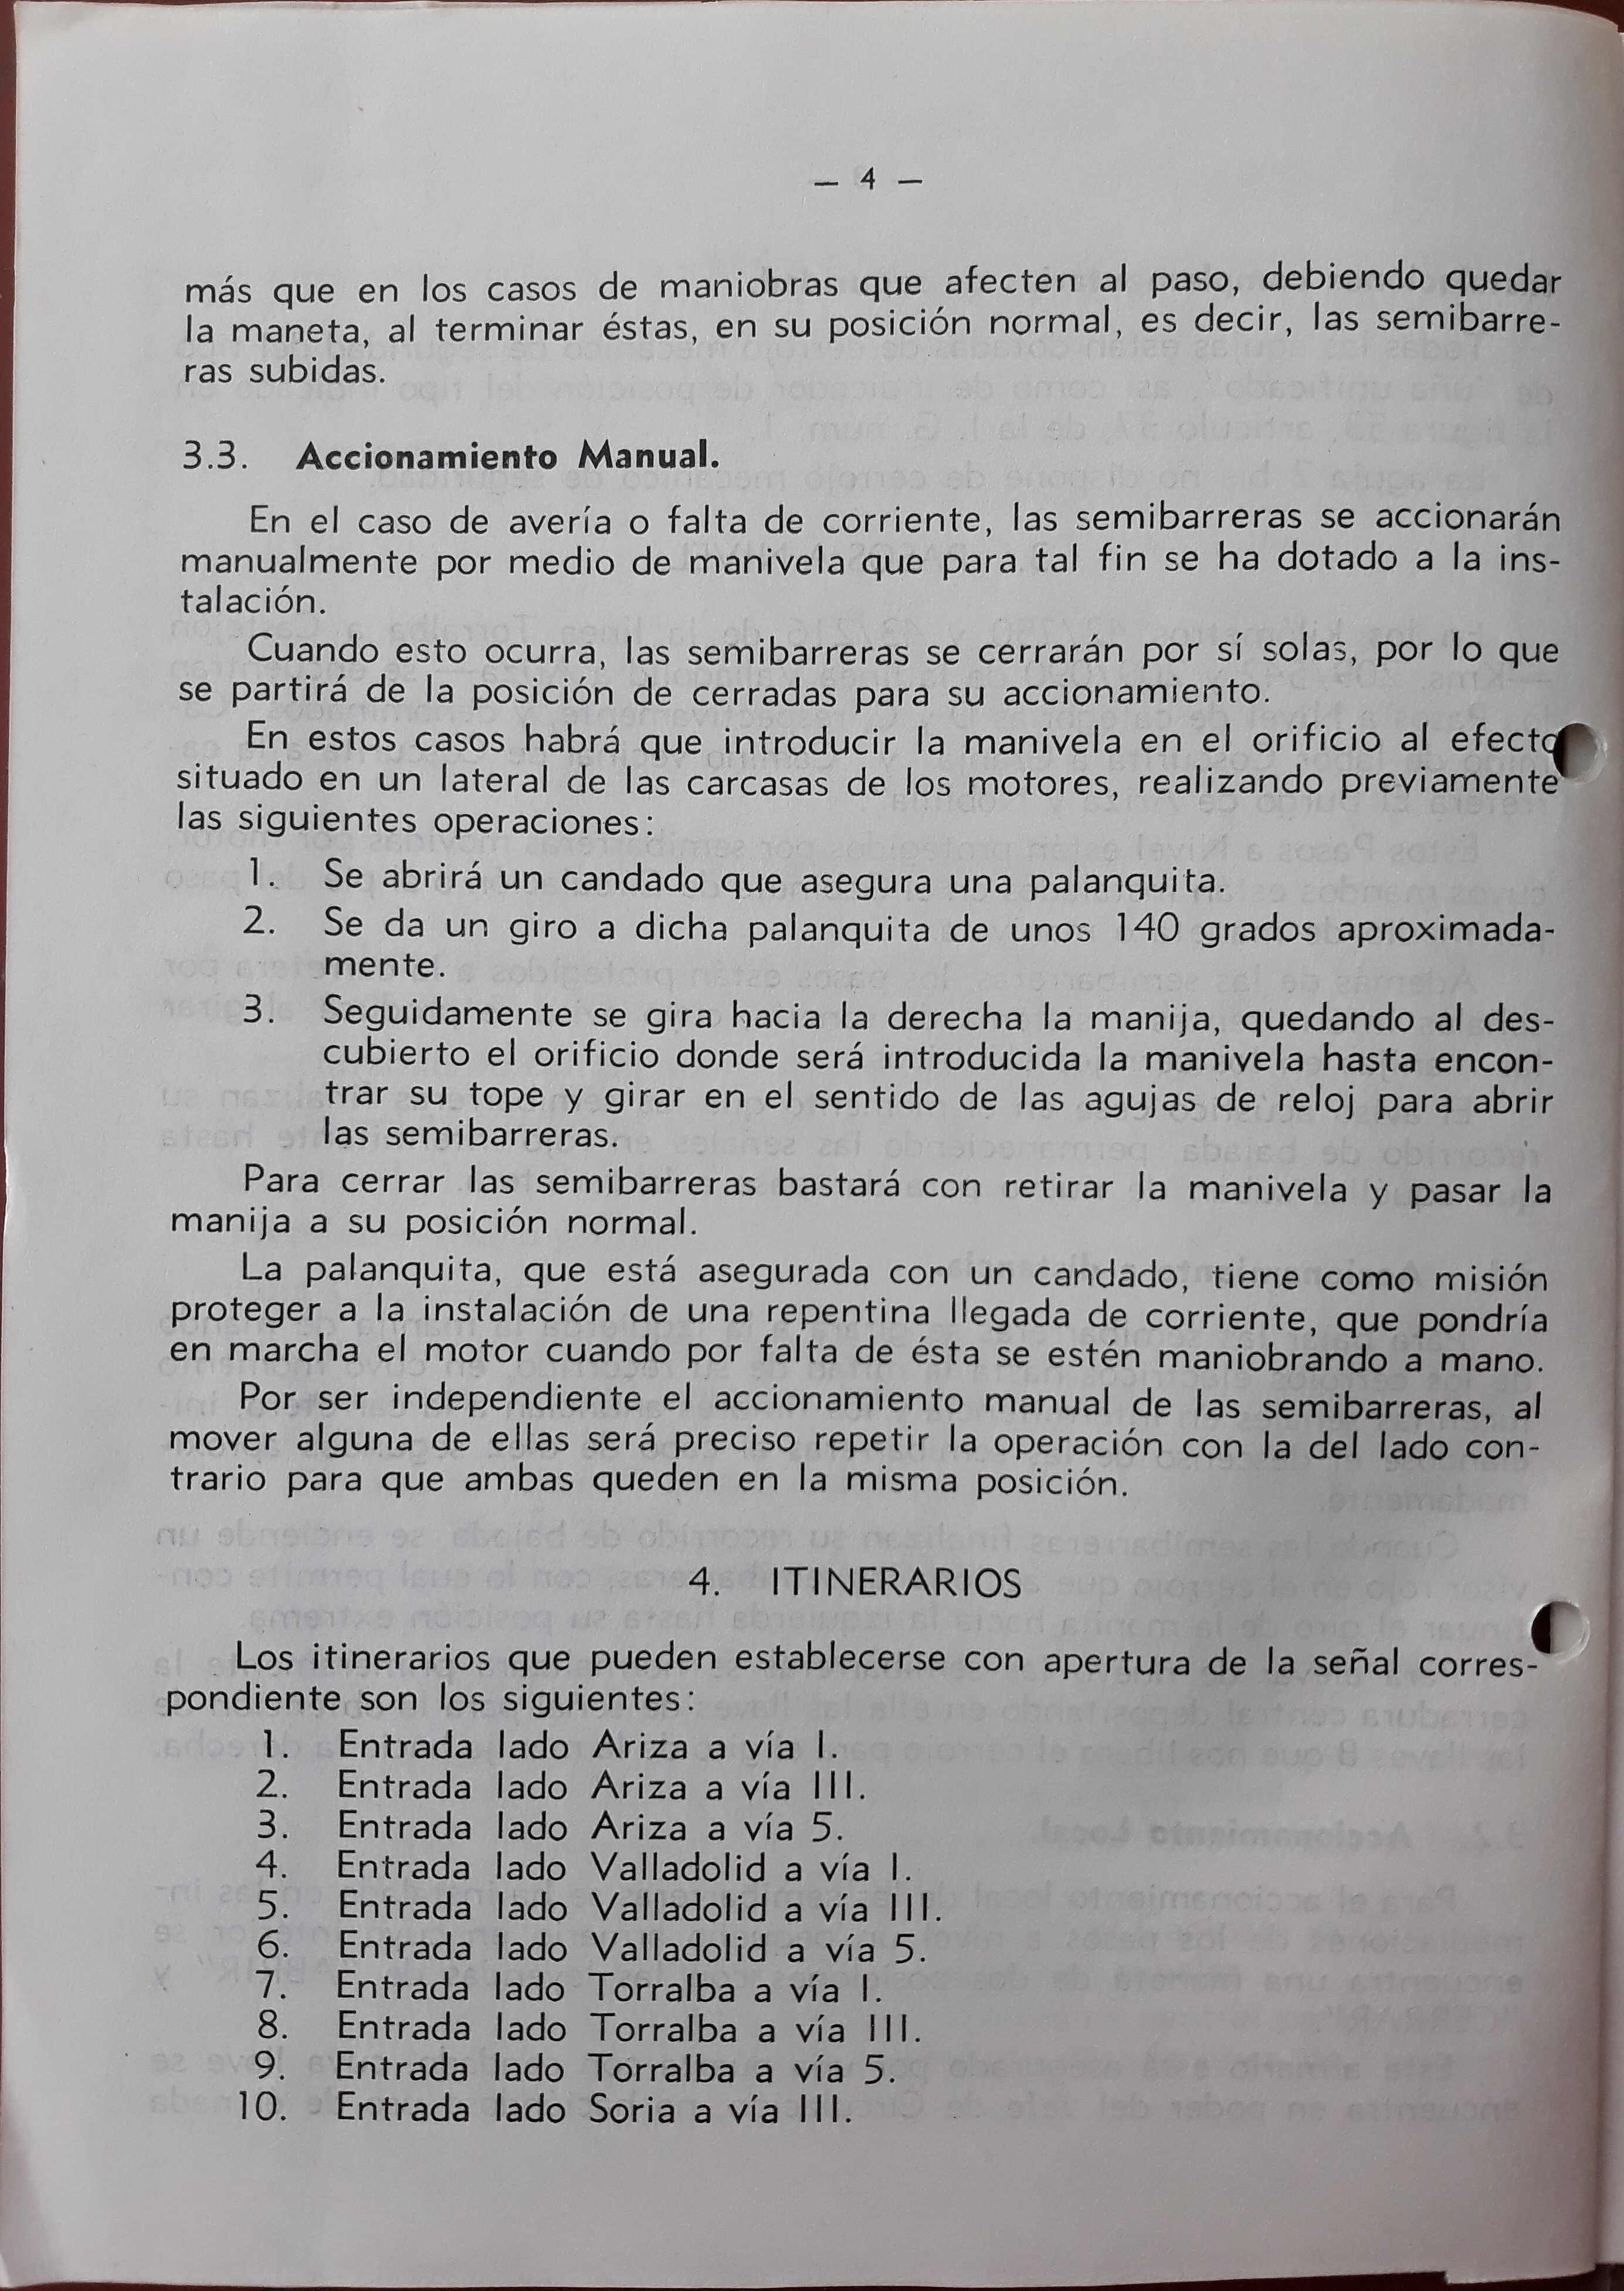 — 4 —
más que en los casos de maniobras que afecten al paso, debiendo quedar
la maneta, al terminar éstas, en su posición normal, es decir, las semibarre-
ras subidas.
3.3. Accionamiento Manual.
En el caso de avería o falta de corriente, las semibarreras se accionarán
manualmente por medio de manivela que para tal fin se ha dotado a la ins-
talación.
Cuando esto ocurra, las semibarreras se cerrarán por sí solas, por lo que
se partirá de la posición de cerradas para su accionamiento.
En estos casos habrá que introducir la manivela en el orificio al efecto
situado en un lateral de las carcasas de los motores, realizando previamente
las siguientes operaciones:
1. Se abrirá un candado que asegura una palanquita.
2. Se da un giro a dicha palanquita de unos 140 grados aproximada-
mente.
3. Seguidamente se gira hacia la derecha la manija, quedando al des-
cubierto el orificio donde será introducida la manivela hasta encon-
trar su tope y girar en el sentido de las agujas de reloj para abrir
las semibarreras.
Para cerrar las semibarreras bastará con retirar la manivela y pasar la
manija a su posición normal.
La palanquita, que está asegurada con un candado, tiene como misión
proteger a la instalación de una repentina llegada de corriente, que pondría
en marcha el motor cuando por falta de ésta se estén maniobrando a mano.
Por ser independiente el accionamiento manual de las semibarreras, al
mover alguna de ellas será preciso repetir la operación con la del lado con-
trario para que ambas queden en la misma posición.
4. ITINERARIOS
Los itinerarios que pueden establecerse con apertura de la señal corres-
pondiente son los siguientes:
1. Entrada lado Ariza a vía I.
2. Entrada lado Ariza a vía III.
3. Entrada lado Ariza a vía 5.
4. Entrada lado Valladolid a vía I.
5. Entrada lado Valladolid a vía III.
6. Entrada lado Valladolid a vía 5.
7. Entrada lado Torralba a vía I.
8. Entrada lado Torralba a vía III.
9. Entrada lado Torralba a vía 5.
10. Entrada lado Soria a vía III.